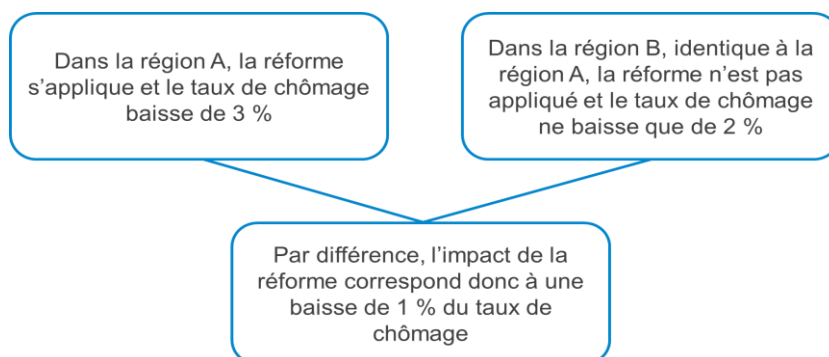 Dans la région A, la réforme
s’applique et le taux de chômage
baisse de 3 %
Dans la région B, identique à la
région A, la réforme n’est pas
appliqué et le taux de chômage
ne baisse que de 2 %
Par différence, l’impact de la
réforme correspond donc à une
baisse de 1 % du taux de
chômage